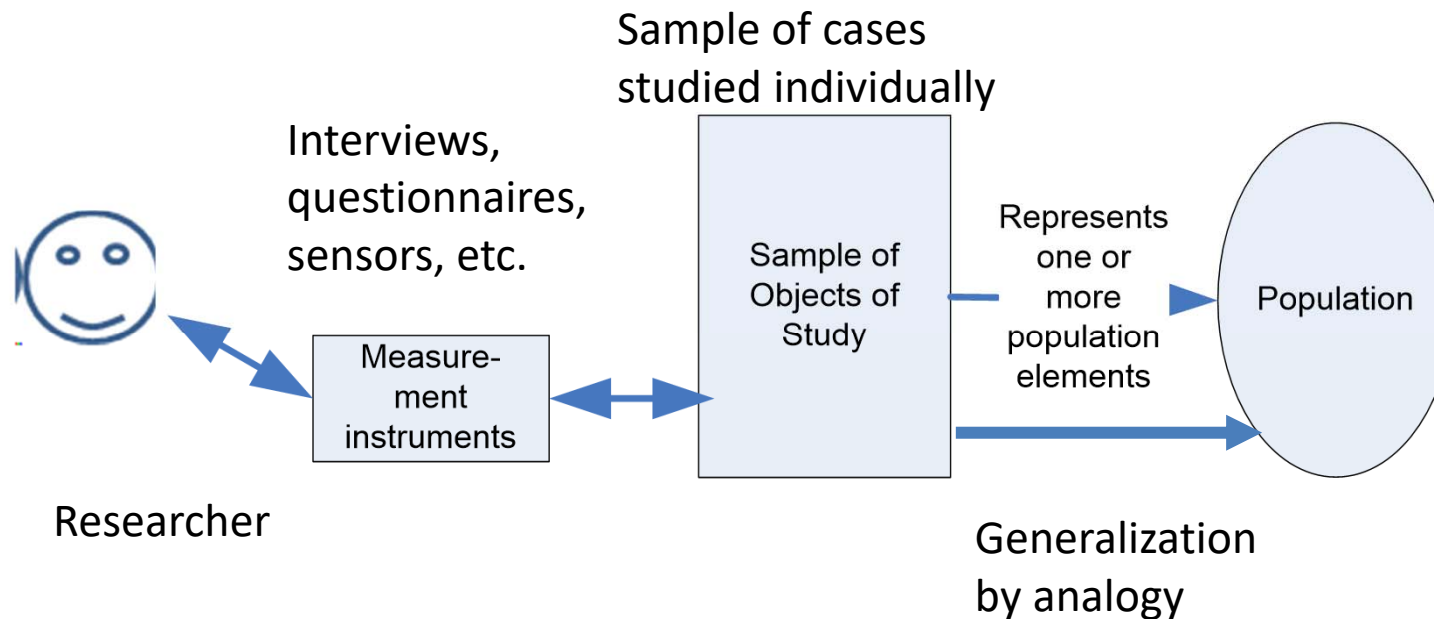 Sample of cases
studied individually
Interviews,
questionnaires,
sensors, etc.
Measure-
ment
instruments
Researcher
Sample of
Objects of
Study
Represents
one or
more
population
elements
Population
Generalization
by analogy